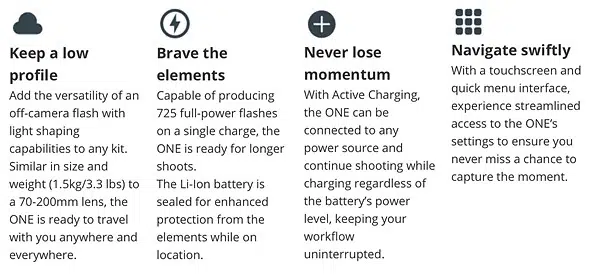 Keep a low
profile
Add the versatility of an
off-camera flash with
light shaping
capabilities to any kit.
Similar in size and
weight (1.5kg/3.3 lbs) to
a 70-200mm lens, the
ONE is ready to travel
with you anywhere and
everywhere.
Brave the
elements
Capable of producing
725 full-power flashes
on a single charge, the
ONE is ready for longer
shoots.
The Li-Ion battery is
sealed for enhanced
protection from the
elements while on
location.
Never lose
momentum
With Active Charging,
the ONE can be
connected to any
power source and
continue shooting while
charging regardless of
the battery's power
level, keeping your
workflow
uninterrupted.
Navigate swiftly
With a touchscreen and
quick menu interface,
experience streamlined
access to the ONE's
settings to ensure you
never miss a chance to
capture the moment.